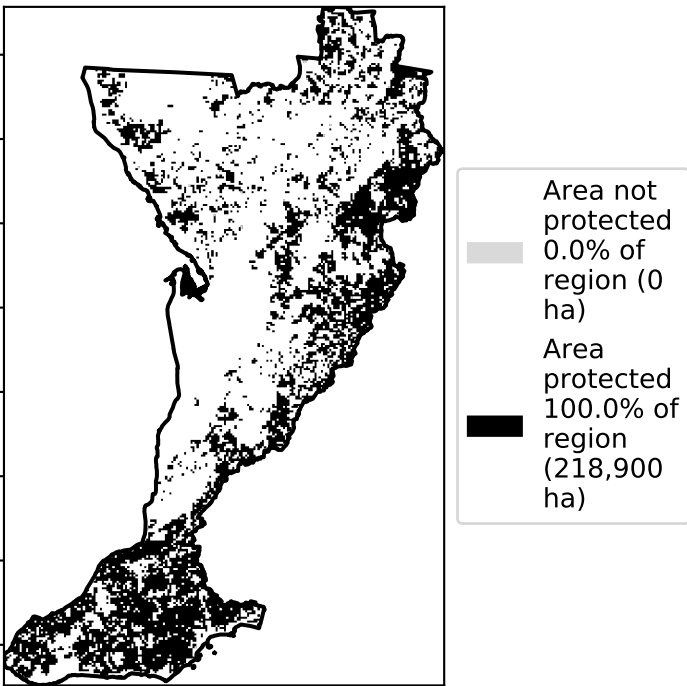 Area not
protected
0.0% of
region (0
ha)
Area
protected
100.0% of
region
(218,900
ha)